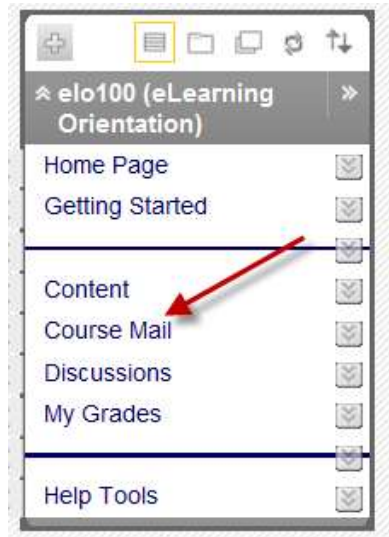 elo100 (eLearning
Orientation)
Home Page
Getting Started
Content
Course Mail
Discussions
My Grades
Help Tools